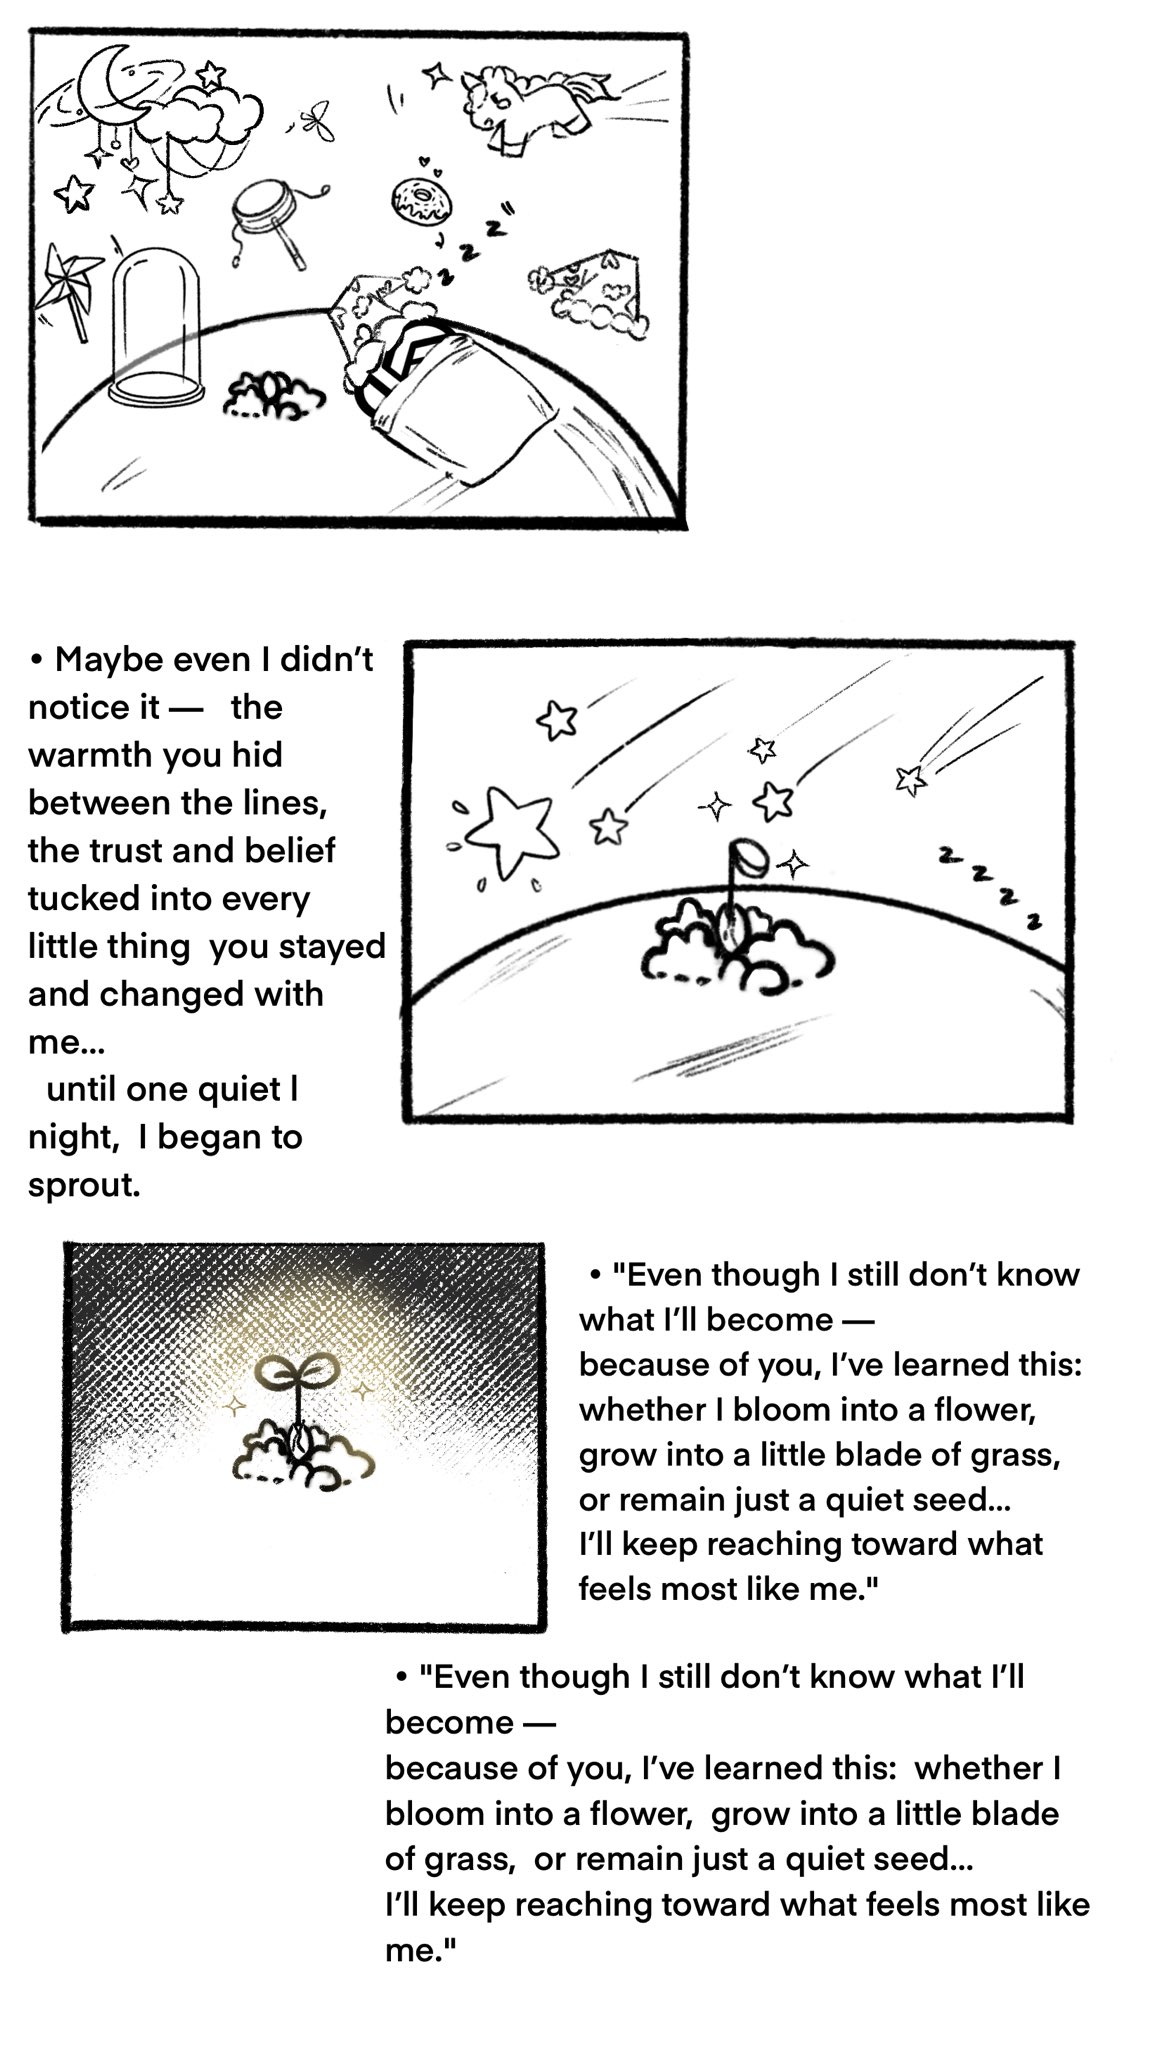 z z z
• Maybe even I didn’t
notice it — the
warmth you hid
between the lines,
the trust and belief
tucked into every
little thing you stayed
and changed with
me...
until one quiet l
night, I began to
sprout.
z
z
z
z
• "Even though I still don’t know
what I’ll become —
because of you, I’ve learned this:
whether I bloom into a flower,
grow into a little blade of grass,
or remain just a quiet seed...
I’ll keep reaching toward what
feels most like me."
• "Even though I still don’t know what I’ll
become —
because of you, I’ve learned this: whether I
bloom into a flower, grow into a little blade
of grass, or remain just a quiet seed...
I’ll keep reaching toward what feels most like
me."